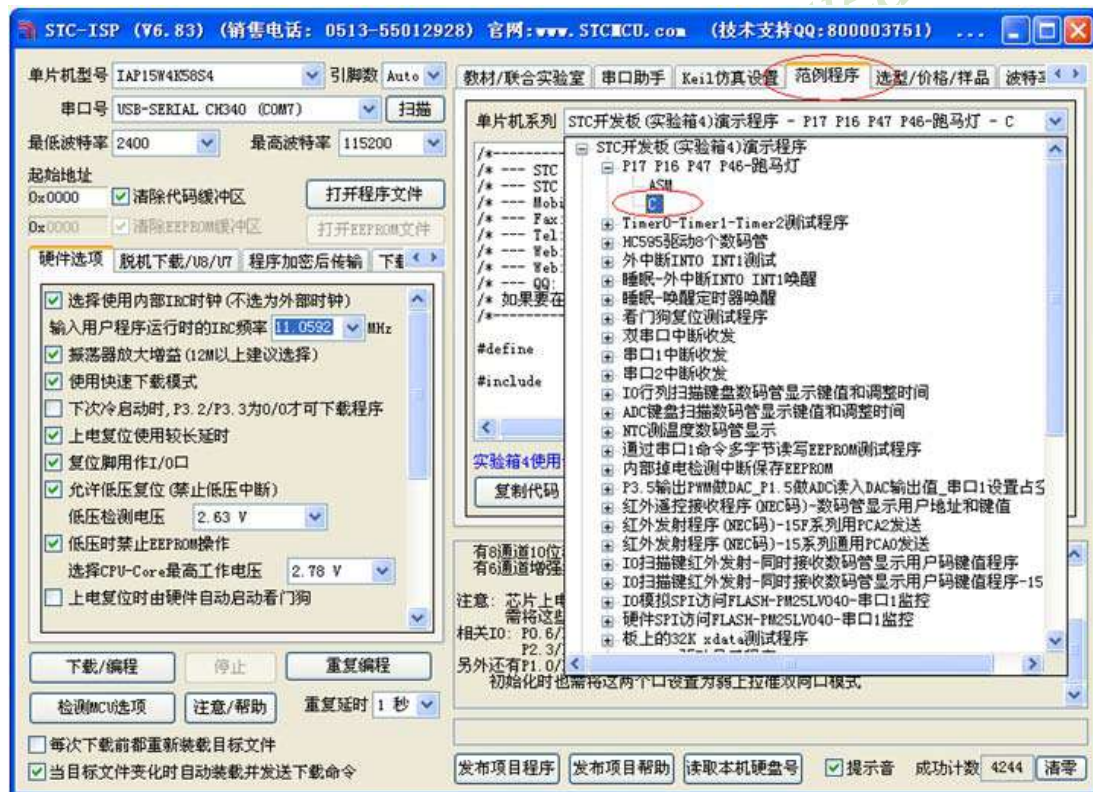 STC-ISP (V6.83) (销售电话: 0513-55012928) 官网:www.STCMCU.com (技术支持QQ:800003751) ...
单片机型号 IAP15W4K58S4 引脚数 Auto
串口号 USB-SERIAL CH340 (COM7) 扫描
最低波特率 2400 最高波特率 115200
起始地址
0x0000 清除代码缓冲区 打开程序文件
0x0000 清除EEPROM缓冲区 打开EEPROM文件
硬件选项 脱机下载/U8/U7 程序加密后传输
选择使用内部IRC时钟(不选为外部时钟)
输入用户程序运行时的IRC频率 11.0592 MHz
振荡器放大增益(12M以上建议选择)
使用快速下载模式
下次冷启动时,P3.2/P3.3为0/0才可下载程序
上电复位使用较长延时
复位脚用作I/O口
允许低压复位(禁止低压中断)
低压检测电压 2.63 V
低压时禁止EEPROM操作
选择CPU-Core最高工作电压 2.78 V
上电复位时由硬件自动启动看门狗
下载/编程 停止 重复编程
检测MCU选项 注意/帮助 重复延时 1 秒
每次下载前都重新装载目标文件
当目标文件变化时自动装载并发送下载命令
教材/联合实验室 串口助手 Keil仿真设置 范例程序 选型/价格/样品
单片机系列 STC开发板(实验箱4)演示程序 - P17 P16 P47 P46-跑马灯 - C
/*---------
/* --- STC
/* --- STC
/* --- Mobi
/* --- Fax:
/* --- Tel:
/* --- Web:
/* --- Web:
/* --- QQ:
/* 如果要在
/*---------
#define
#include
实验箱4使用
复制代码
STC开发板(实验箱4)演示程序
P17 P16 P47 P46-跑马灯
ASM
C
Timer0-Timer1-Timer2测试程序
HC595驱动8个数码管
外中断INT0 INT1测试
睡眠-外中断INT0 INT1唤醒
睡眠-唤醒定时器唤醒
看门狗复位测试程序
双串口中断收发
串口1中断收发
串口2中断收发
IO行列扫描键盘数码管显示键值和调整时间
ADC键盘扫描数码管显示键值和调整时间
NTC测温度数码管显示
通过串口1命令多字节读写EEPROM测试程序
内部掉电检测中断保存EEPROM
P3.5输出PWM做DAC_P1.5做ADC读入DAC输出值_串口1设置占空
红外遥控接收程序(NEC码)-数码管显示用户地址和键值
红外发射程序(NEC码)-15F系列用PCA2发送
红外发射程序(NEC码)-15系列通用PCA0发送
IO扫描键红外发射-同时接收数码管显示用户码键值程序
IO扫描键红外发射-同时接收数码管显示用户码键值程序-15
IO模拟SPI访问FLASH-PM25LV040-串口1监控
硬件SPI访问FLASH-PM25LV040-串口1监控
板上的32K xdata测试程序
有8通道10位
有6通道增强
注意: 芯片上电
需将这些
相关IO: P0.6/
P2.3/
另外还有P1.0/
初始化时也需将这两个口设置为弱上拉准双向口模式
发布项目程序 发布项目帮助 读取本机硬盘号 提示音 成功计数 4244 清零